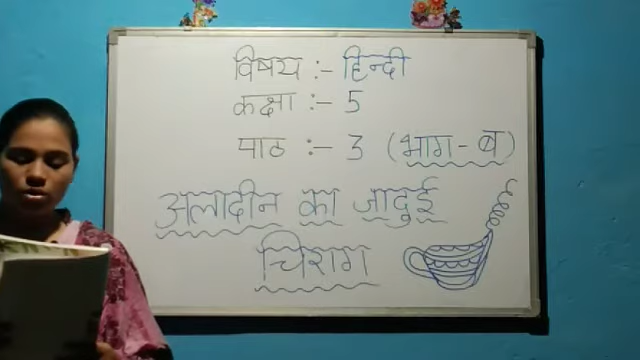 विषय :- हिन्दी
कक्षा :- 5
पाठ :- 3 (भाग - ब)
अलादीन का जादुई
चिराग